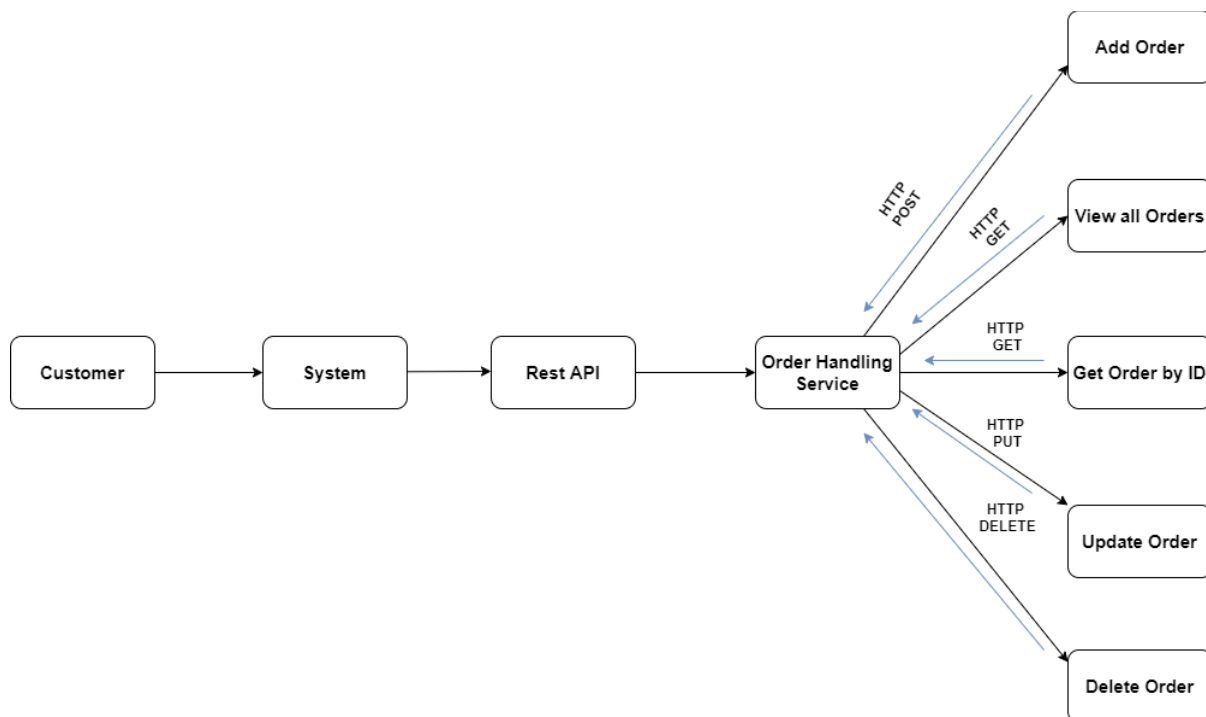 Add Order
HTTP
POST
HTTP
GET
View all Orders
Customer
System
Rest API
Order Handling
Service
HTTP
GET
Get Order by ID
HTTP
PUT
HTTP
DELETE
Update Order
Delete Order